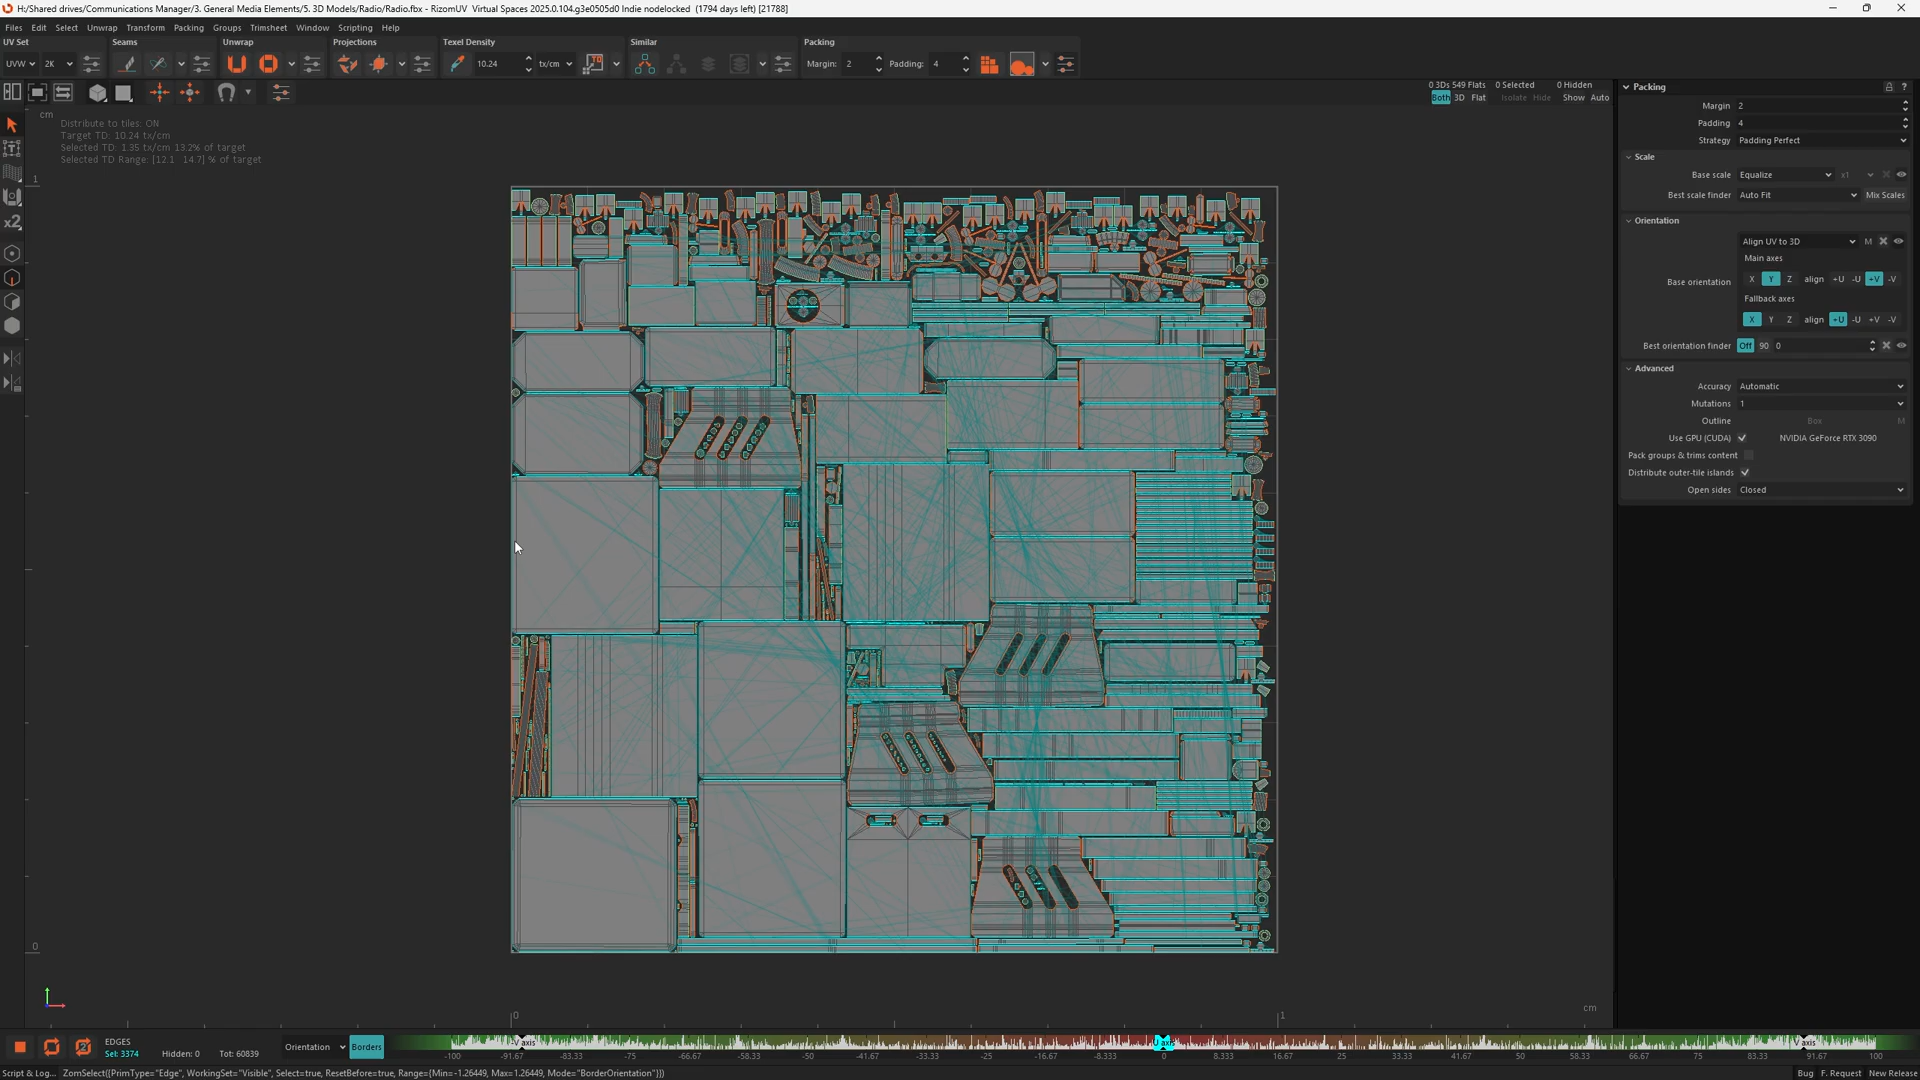 H:/Shared drives/Communications Manager/3. General Media Elements/5. 3D Models/Radio/Radio.fbx - RizomUV  Virtual Spaces 2025.0.104.g3e0505d0 Indie nodelocked  (1794 days left) [21788]
Files Edit Select Unwrap Transform Packing Groups Trimsheet Window Scripting Help
UV Set Seams Unwrap Projections Texel Density Similar Packing
UVW 2K 10.24 tx/cm Margin: 2 Padding: 4
0 3Ds 549 Flats 0 Selected 0 Hidden
Both 3D Flat Isolate Hide Show Auto
cm
Distribute to tiles: ON
Target TD: 10.24 tx/cm
Selected TD: 1.35 tx/cm 13.2% of target
Selected TD Range: [12.1 14.7] % of target
x2
1
0
0 1 cm
Packing ?
Margin 2
Padding 4
Strategy Padding Perfect
Scale
Base scale Equalize x1
Best scale finder Auto Fit Mix Scales
Orientation
Align UV to 3D M
Main axes
Base orientation
X Y Z align +U -U +V -V
Fallback axes
X Y Z align +U -U +V -V
Best orientation finder Off 90 0
Advanced
Accuracy Automatic
Mutations 1
Outline Box M
Use GPU (CUDA) NVIDIA GeForce RTX 3090
Pack groups & trims content
Distribute outer-tile islands
Open sides Closed
EDGES
Sel: 3374 Hidden: 0 Tot: 60839
Orientation Borders
-V axis U axis V axis
-100 -91.67 -83.33 -75 -66.67 -58.33 -50 -41.67 -33.33 -25 -16.67 -8.333 0 8.333 16.67 25 33.33 41.67 50 58.33 66.67 75 83.33 91.67 100
Script & Log... ZomSelect({PrimType="Edge", WorkingSet="Visible", Select=true, ResetBefore=true, Range={Min=-1.26449, Max=1.26449, Mode="BorderOrientation"}})
Bug F. Request New Release